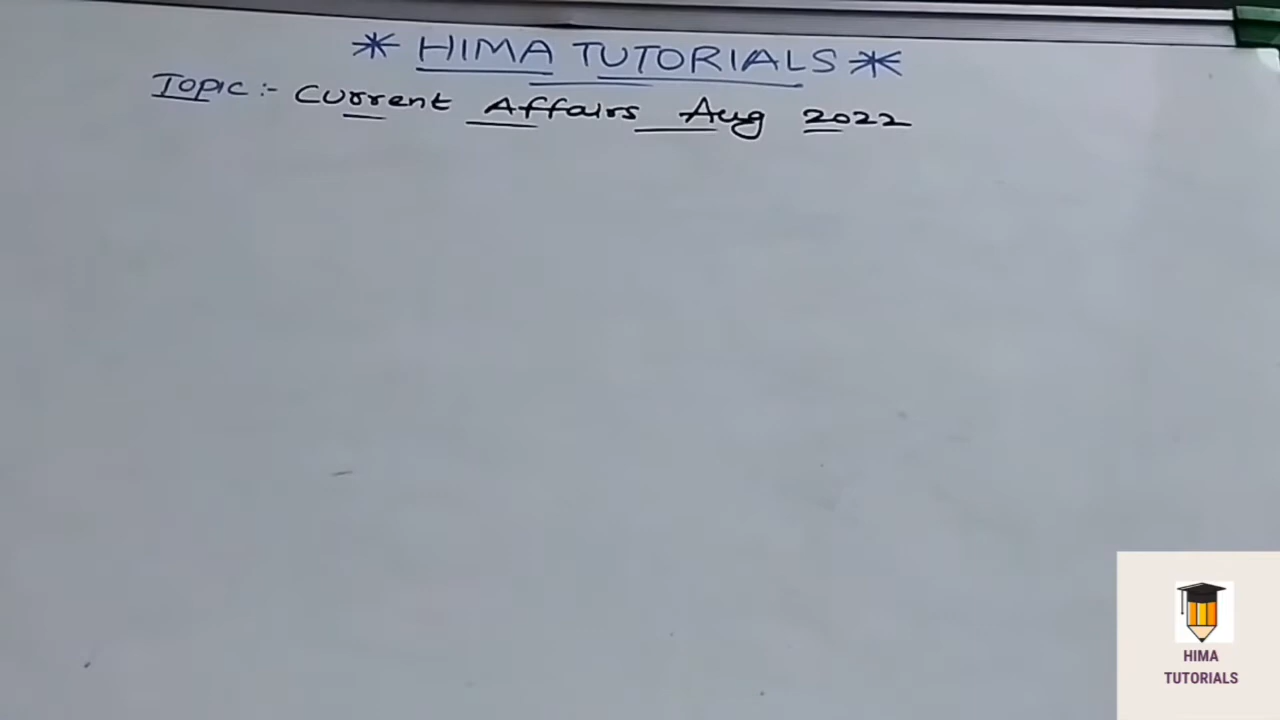 * HIMA TUTORIALS *
Topic :- Current Affairs Aug 2022
HIMA
TUTORIALS